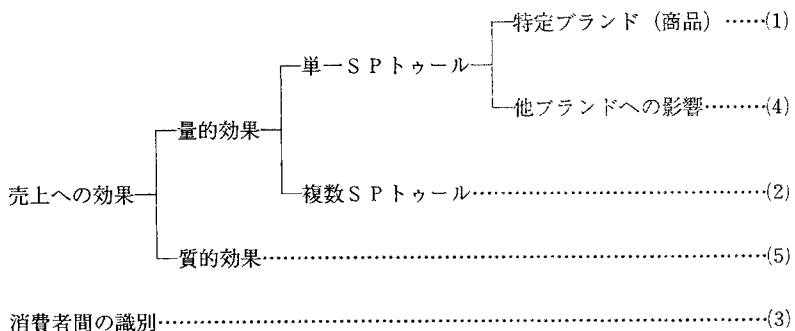 特定ブランド（商品）……(1)
単一ＳＰトゥール
他ブランドへの影響………(4)
量的効果
売上への効果
複数ＳＰトゥール……………………………………(2)
質的効果……………………………………………………(5)
消費者間の識別………………………………………………(3)